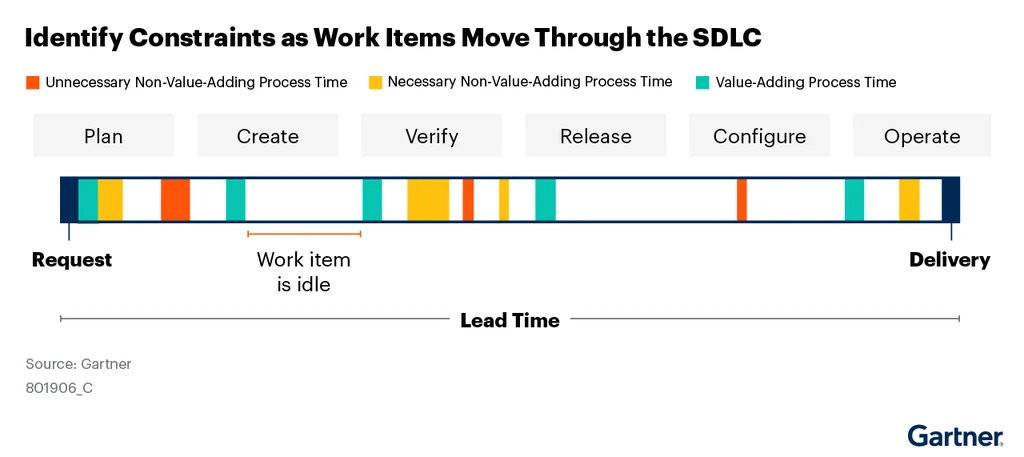 Identify Constraints as Work Items Move Through the SDLC
Unnecessary Non-Value-Adding Process Time
Necessary Non-Value-Adding Process Time
Value-Adding Process Time
Plan
Create
Verify
Release
Configure
Operate
Request
Work item
is idle
Delivery
Lead Time
Source: Gartner
801906_C
Gartner